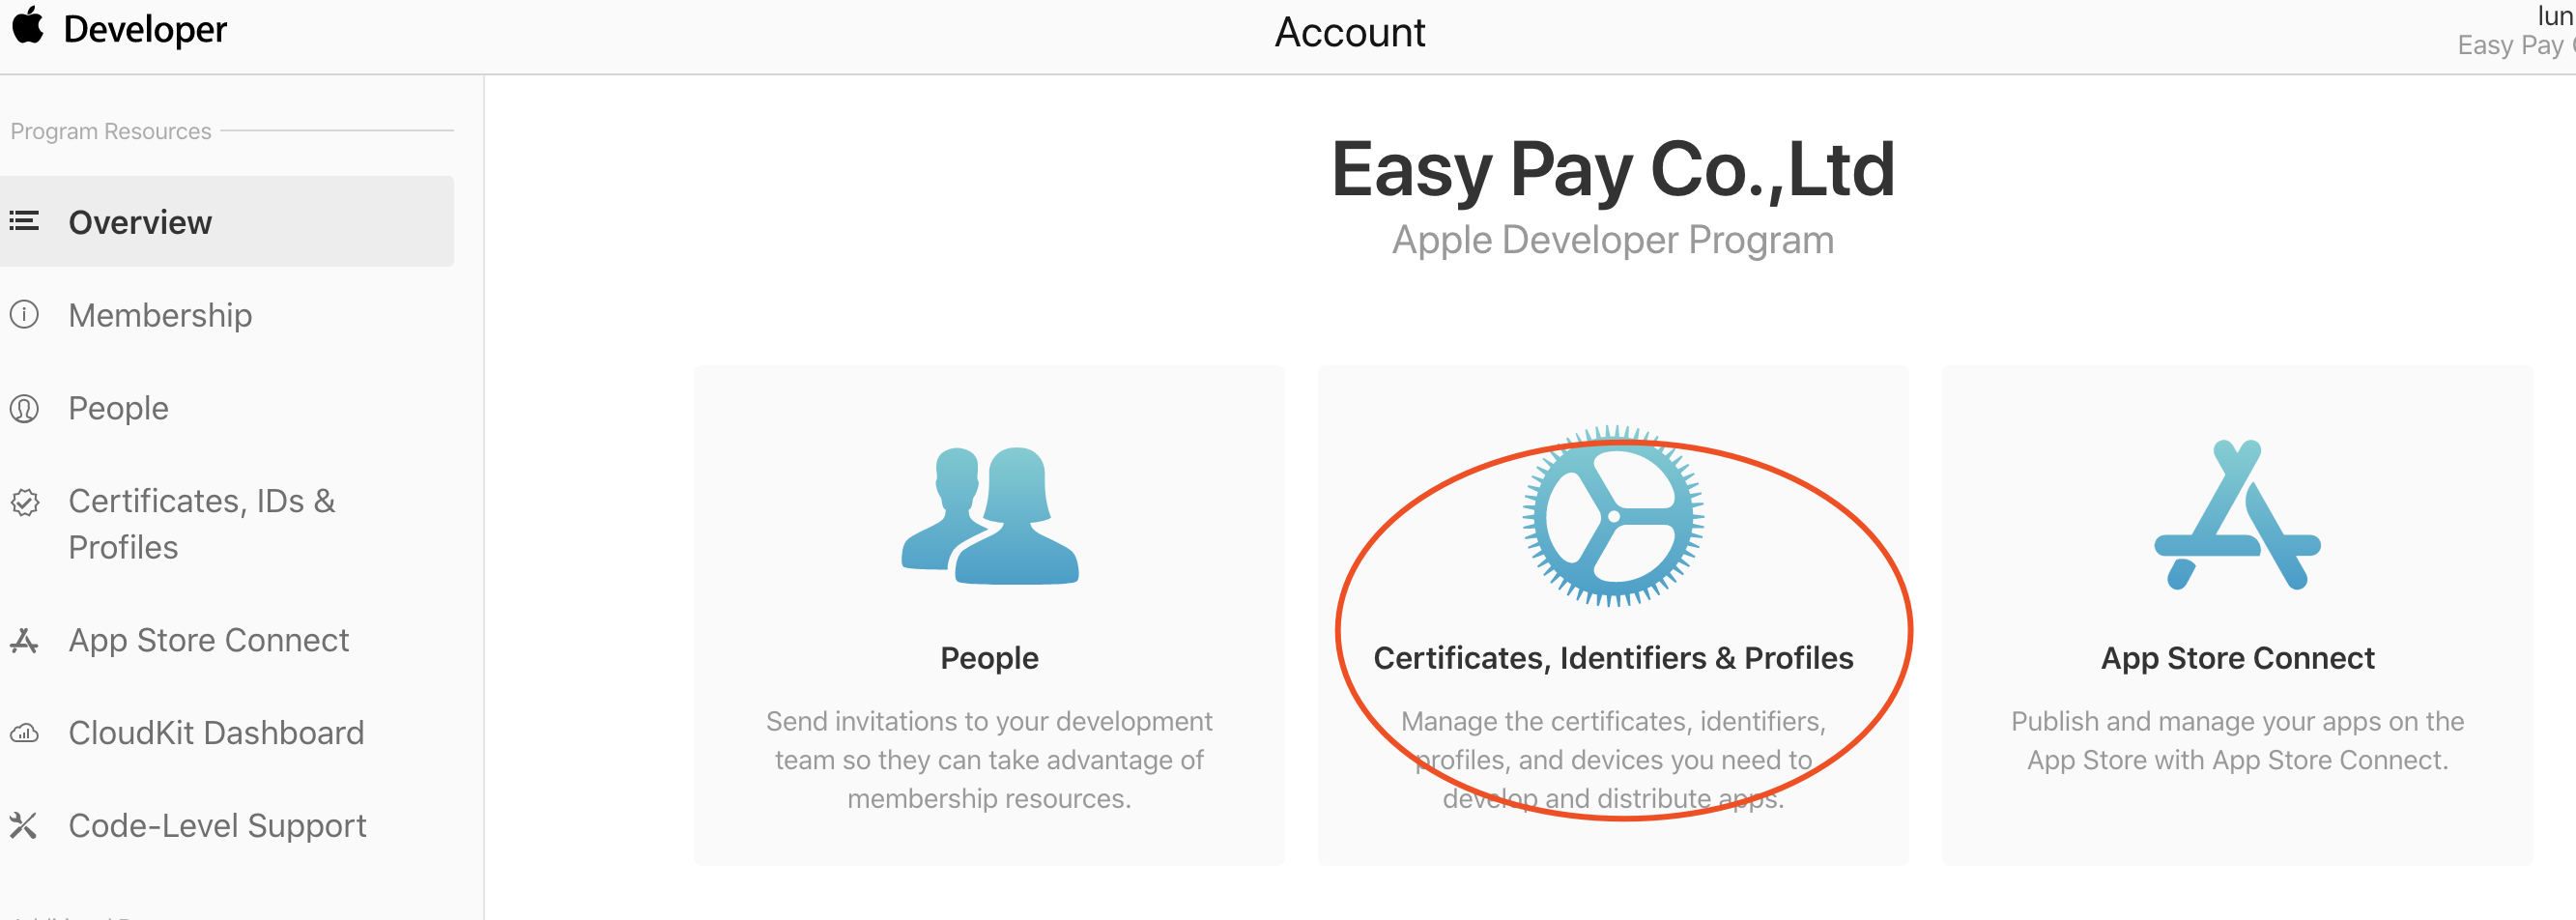 Developer
Account
lun
Easy Pay
Program Resources
Overview
Membership
People
Certificates, IDs &
Profiles
App Store Connect
CloudKit Dashboard
Code-Level Support
Easy Pay Co.,Ltd
Apple Developer Program
People
Send invitations to your development
team so they can take advantage of
membership resources.
Certificates, Identifiers & Profiles
Manage the certificates, identifiers,
profiles, and devices you need to
develop and distribute apps.
App Store Connect
Publish and manage your apps on the
App Store with App Store Connect.